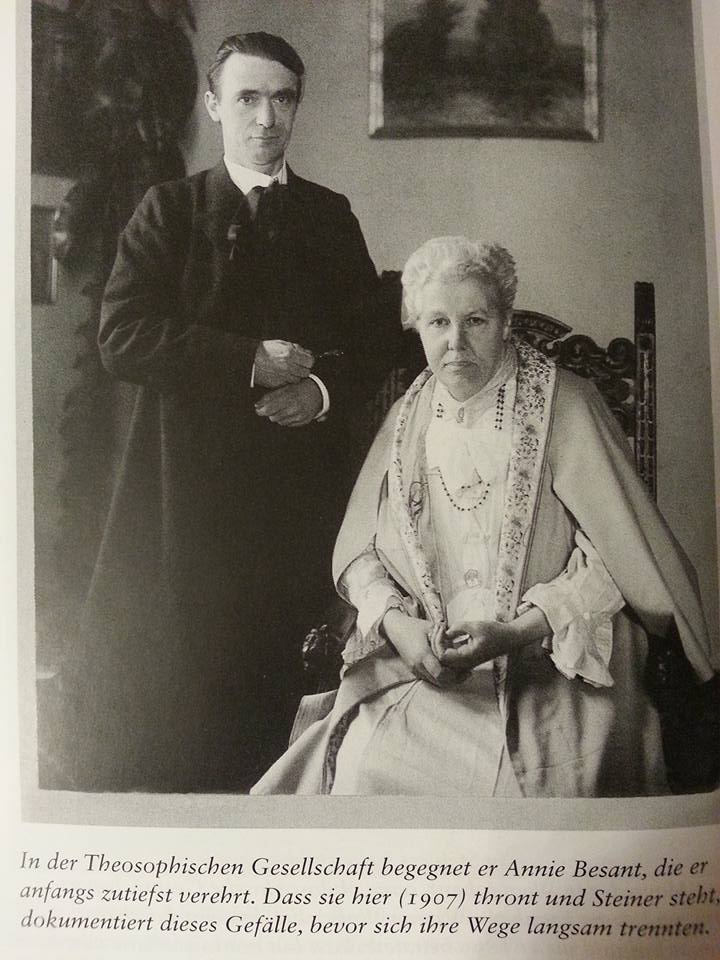 In der Theosophischen Gesellschaft begegnet er Annie Besant, die er
anfangs zutiefst verehrt. Dass sie hier (1907) thront und Steiner steht,
dokumentiert dieses Gefälle, bevor sich ihre Wege langsam trennten.